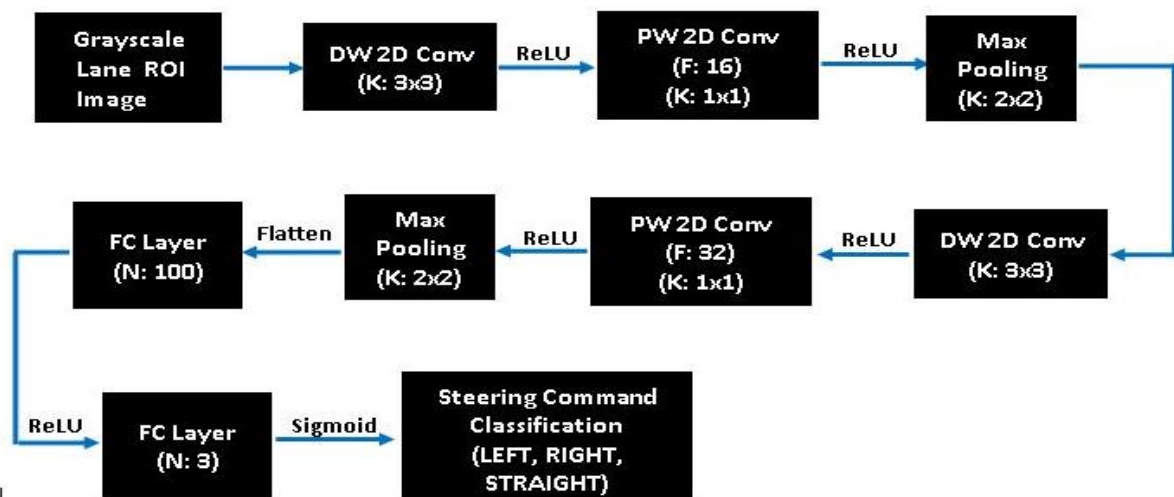 Grayscale
Lane ROI
Image
DW 2D Conv
(K: 3x3)
ReLU
PW 2D Conv
(F: 16)
(K: 1x1)
ReLU
Max
Pooling
(K: 2x2)
DW 2D Conv
(K: 3x3)
ReLU
PW 2D Conv
(F: 32)
(K: 1x1)
ReLU
Max
Pooling
(K: 2x2)
Flatten
FC Layer
(N: 100)
ReLU
FC Layer
(N: 3)
Sigmoid
Steering Command
Classification
(LEFT, RIGHT,
STRAIGHT)